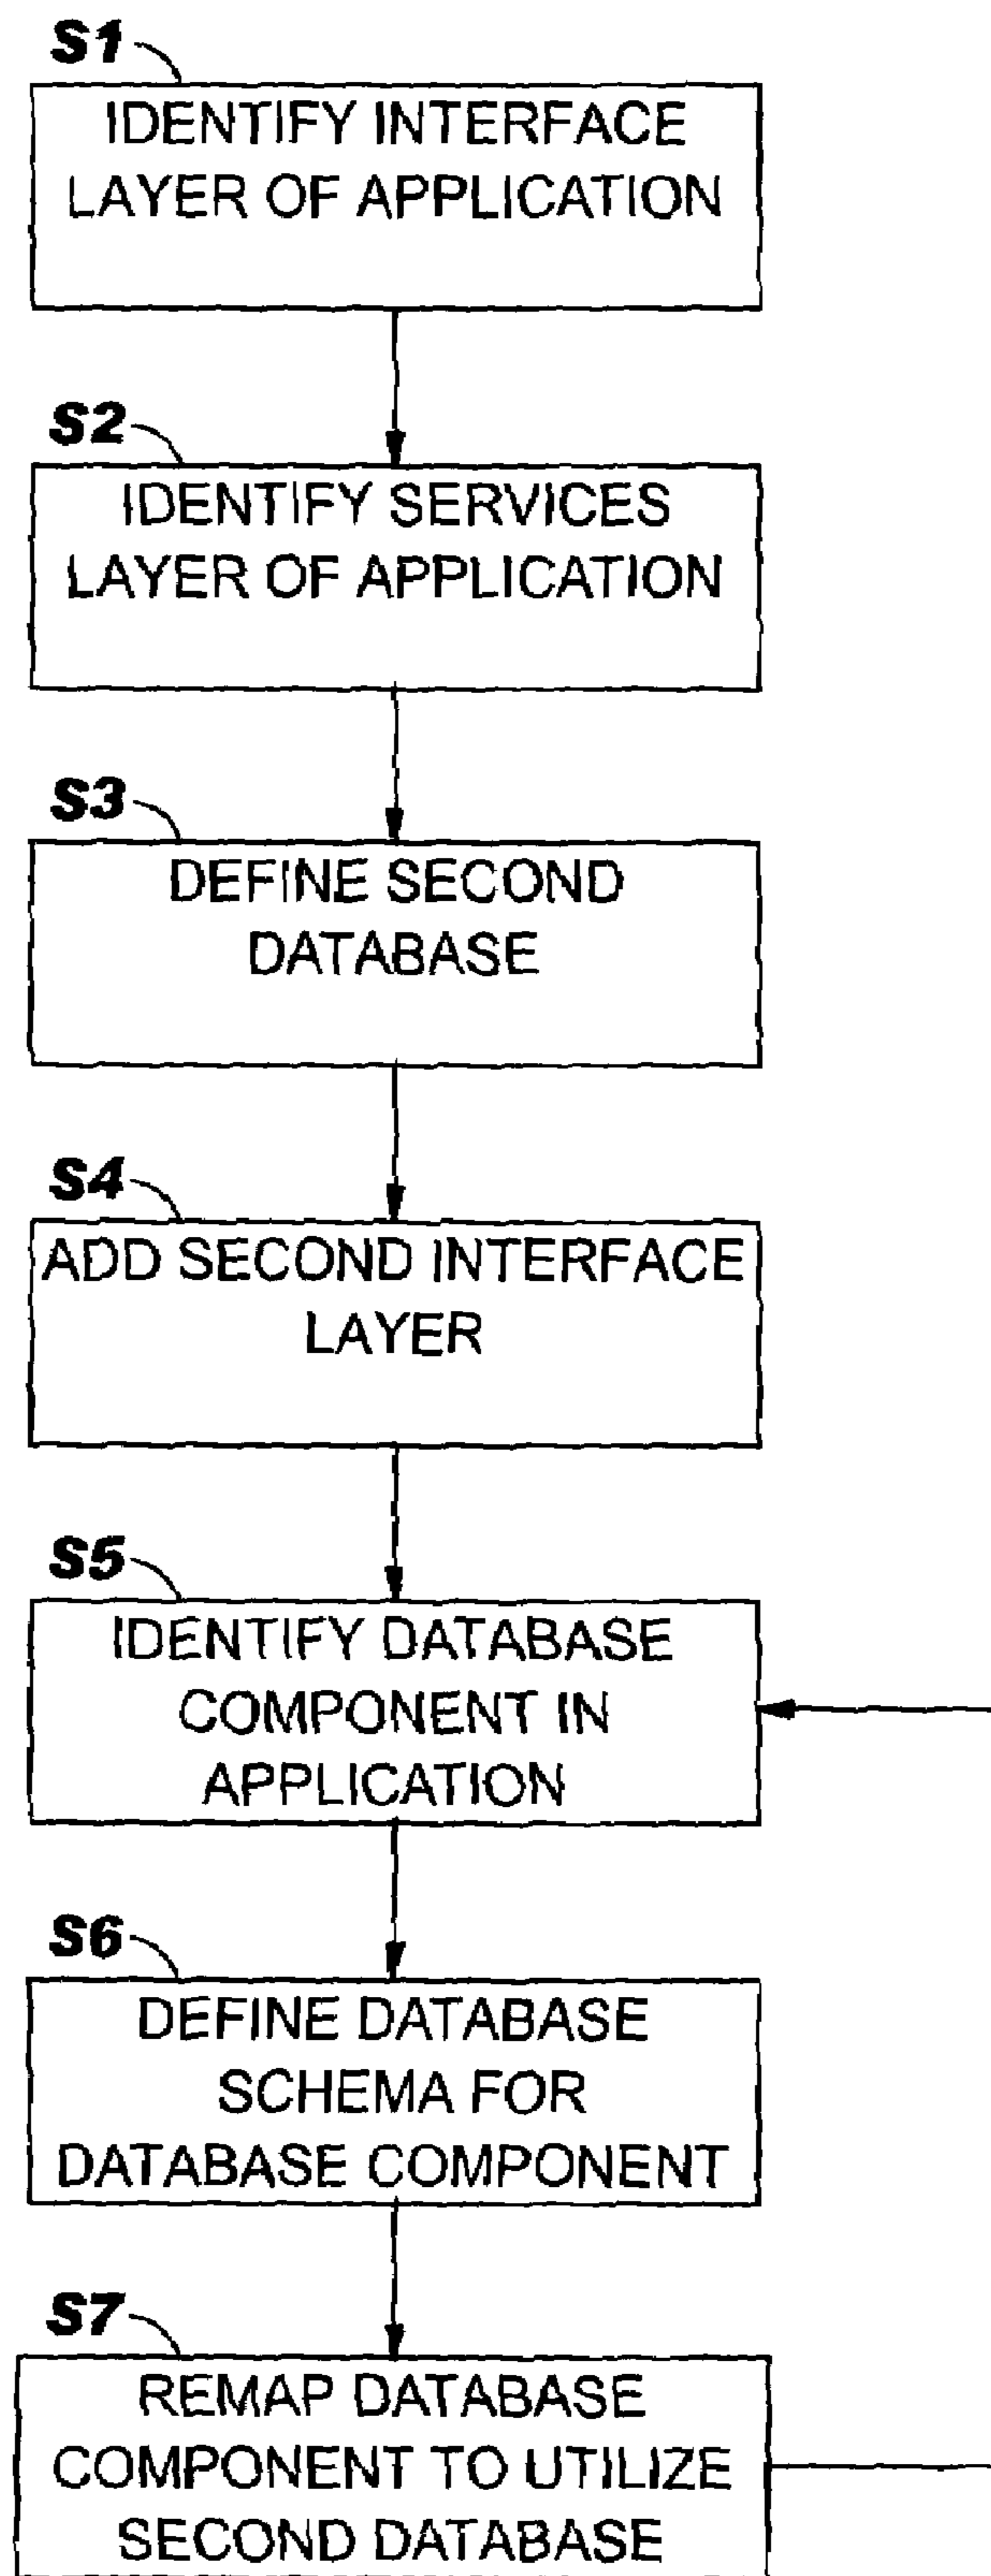 S1
IDENTIFY INTERFACE
LAYER OF APPLICATION
S2
IDENTIFY SERVICES
LAYER OF APPLICATION
S3
DEFINE SECOND
DATABASE
S4
ADD SECOND INTERFACE
LAYER
S5
IDENTIFY DATABASE
COMPONENT IN
APPLICATION
S6
DEFINE DATABASE
SCHEMA FOR
DATABASE COMPONENT
S7
REMAP DATABASE
COMPONENT TO UTILIZE
SECOND DATABASE